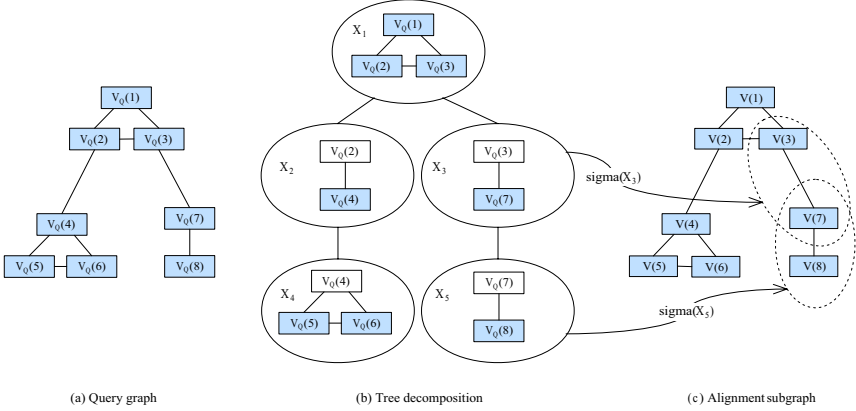 V_Q(1)
V_Q(2) V_Q(3)
V_Q(4) V_Q(7)
V_Q(5) V_Q(6) V_Q(8)
(a) Query graph
X_1
V_Q(1)
V_Q(2) V_Q(3)
X_2
V_Q(2)
V_Q(4)
X_3
V_Q(3)
V_Q(7)
X_4
V_Q(4)
V_Q(5) V_Q(6)
X_5
V_Q(7)
V_Q(8)
(b) Tree decomposition
sigma(X_3)
sigma(X_5)
V(1)
V(2) V(3)
V(4) V(7)
V(5) V(6) V(8)
(c) Alignment subgraph